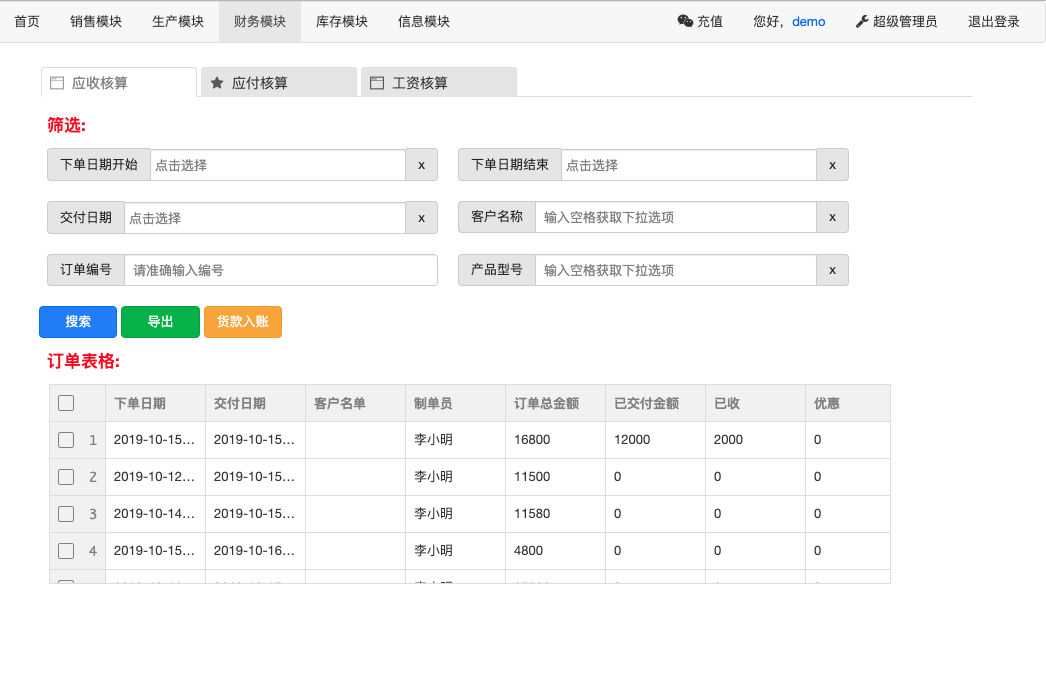 首页 销售模块 生产模块 财务模块 库存模块 信息模块 充值 您好，demo 超级管理员 退出登录
应收核算 应付核算 工资核算
筛选:
下单日期开始 点击选择 x 下单日期结束 点击选择 x
交付日期 点击选择 x 客户名称 输入空格获取下拉选项 x
订单编号 请准确输入编号 产品型号 输入空格获取下拉选项 x
搜索 导出 货款入账
订单表格:
下单日期 交付日期 客户名单 制单员 订单总金额 已交付金额 已收 优惠
1 2019-10-15... 2019-10-15... 李小明 16800 12000 2000 0
2 2019-10-12... 2019-10-15... 李小明 11500 0 0 0
3 2019-10-14... 2019-10-15... 李小明 11580 0 0 0
4 2019-10-15... 2019-10-16... 李小明 4800 0 0 0